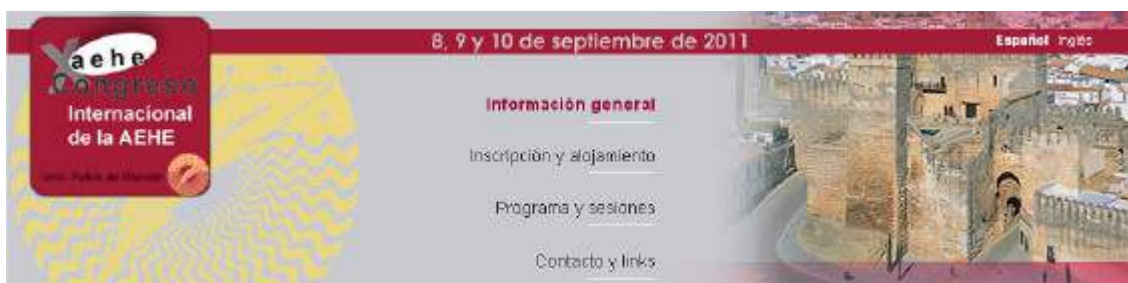 8, 9 y 10 de septiembre de 2011
Español Inglés
X aehe
Congreso
Internacional
de la AEHE
Información general
Inscripción y alojamiento
Programa y sesiones
Contacto y links